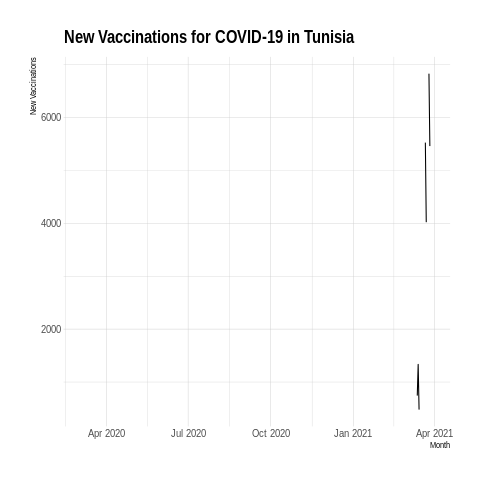 New Vaccinations for COVID-19 in Tunisia
New Vaccinations
6000
4000
2000
Apr 2020 Jul 2020 Oct 2020 Jan 2021 Apr 2021
Month